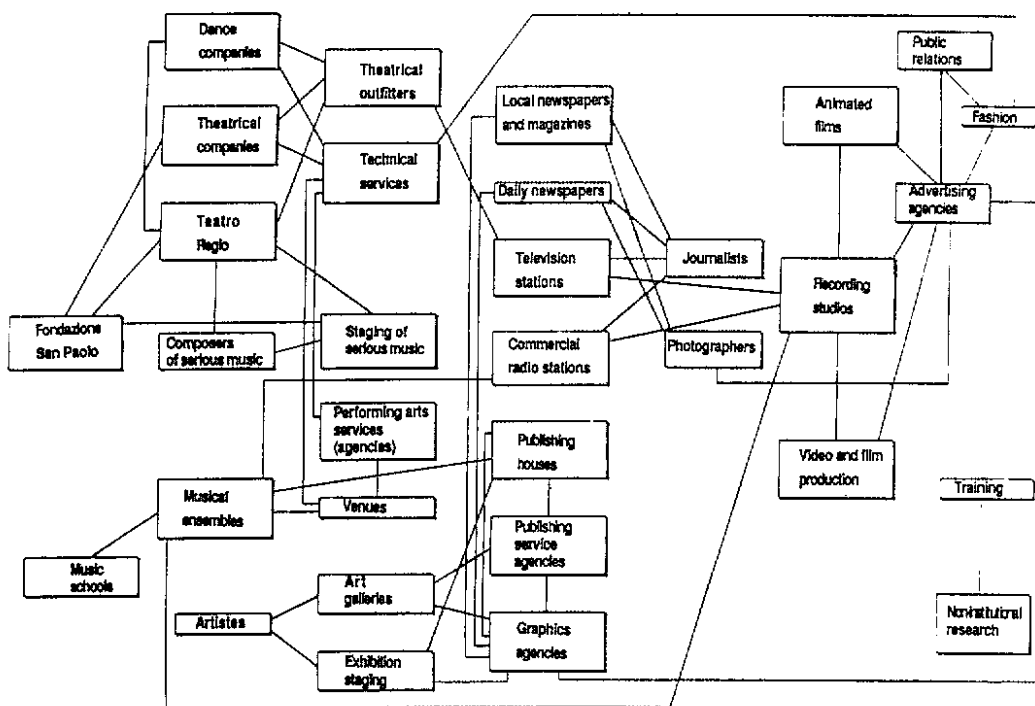 Dance
companies
Theatrical
outfitters
Theatrical
companies
Technical
services
Teatro
Regio
Fondazione
San Paolo
Composers
of serious music
Staging of
serious music
Performing arts
services
(agencies)
Venues
Musical
ensembles
Music
schools
Artistes
Art
galleries
Exhibition
staging
Local newspapers
and magazines
Daily newspapers
Television
stations
Journalists
Commercial
radio stations
Photographers
Publishing
houses
Publishing
service
agencies
Graphics
agencies
Public
relations
Animated
films
Fashion
Advertising
agencies
Recording
studios
Video and film
production
Training
Noninstitutional
research